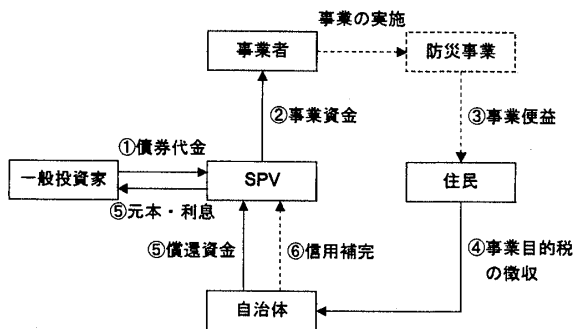 事業の実施
事業者
防災事業
②事業資金
③事業便益
①債券代金
一般投資家
SPV
住民
⑤元本・利息
⑤償還資金
⑥信用補完
④事業目的税
の徴収
自治体